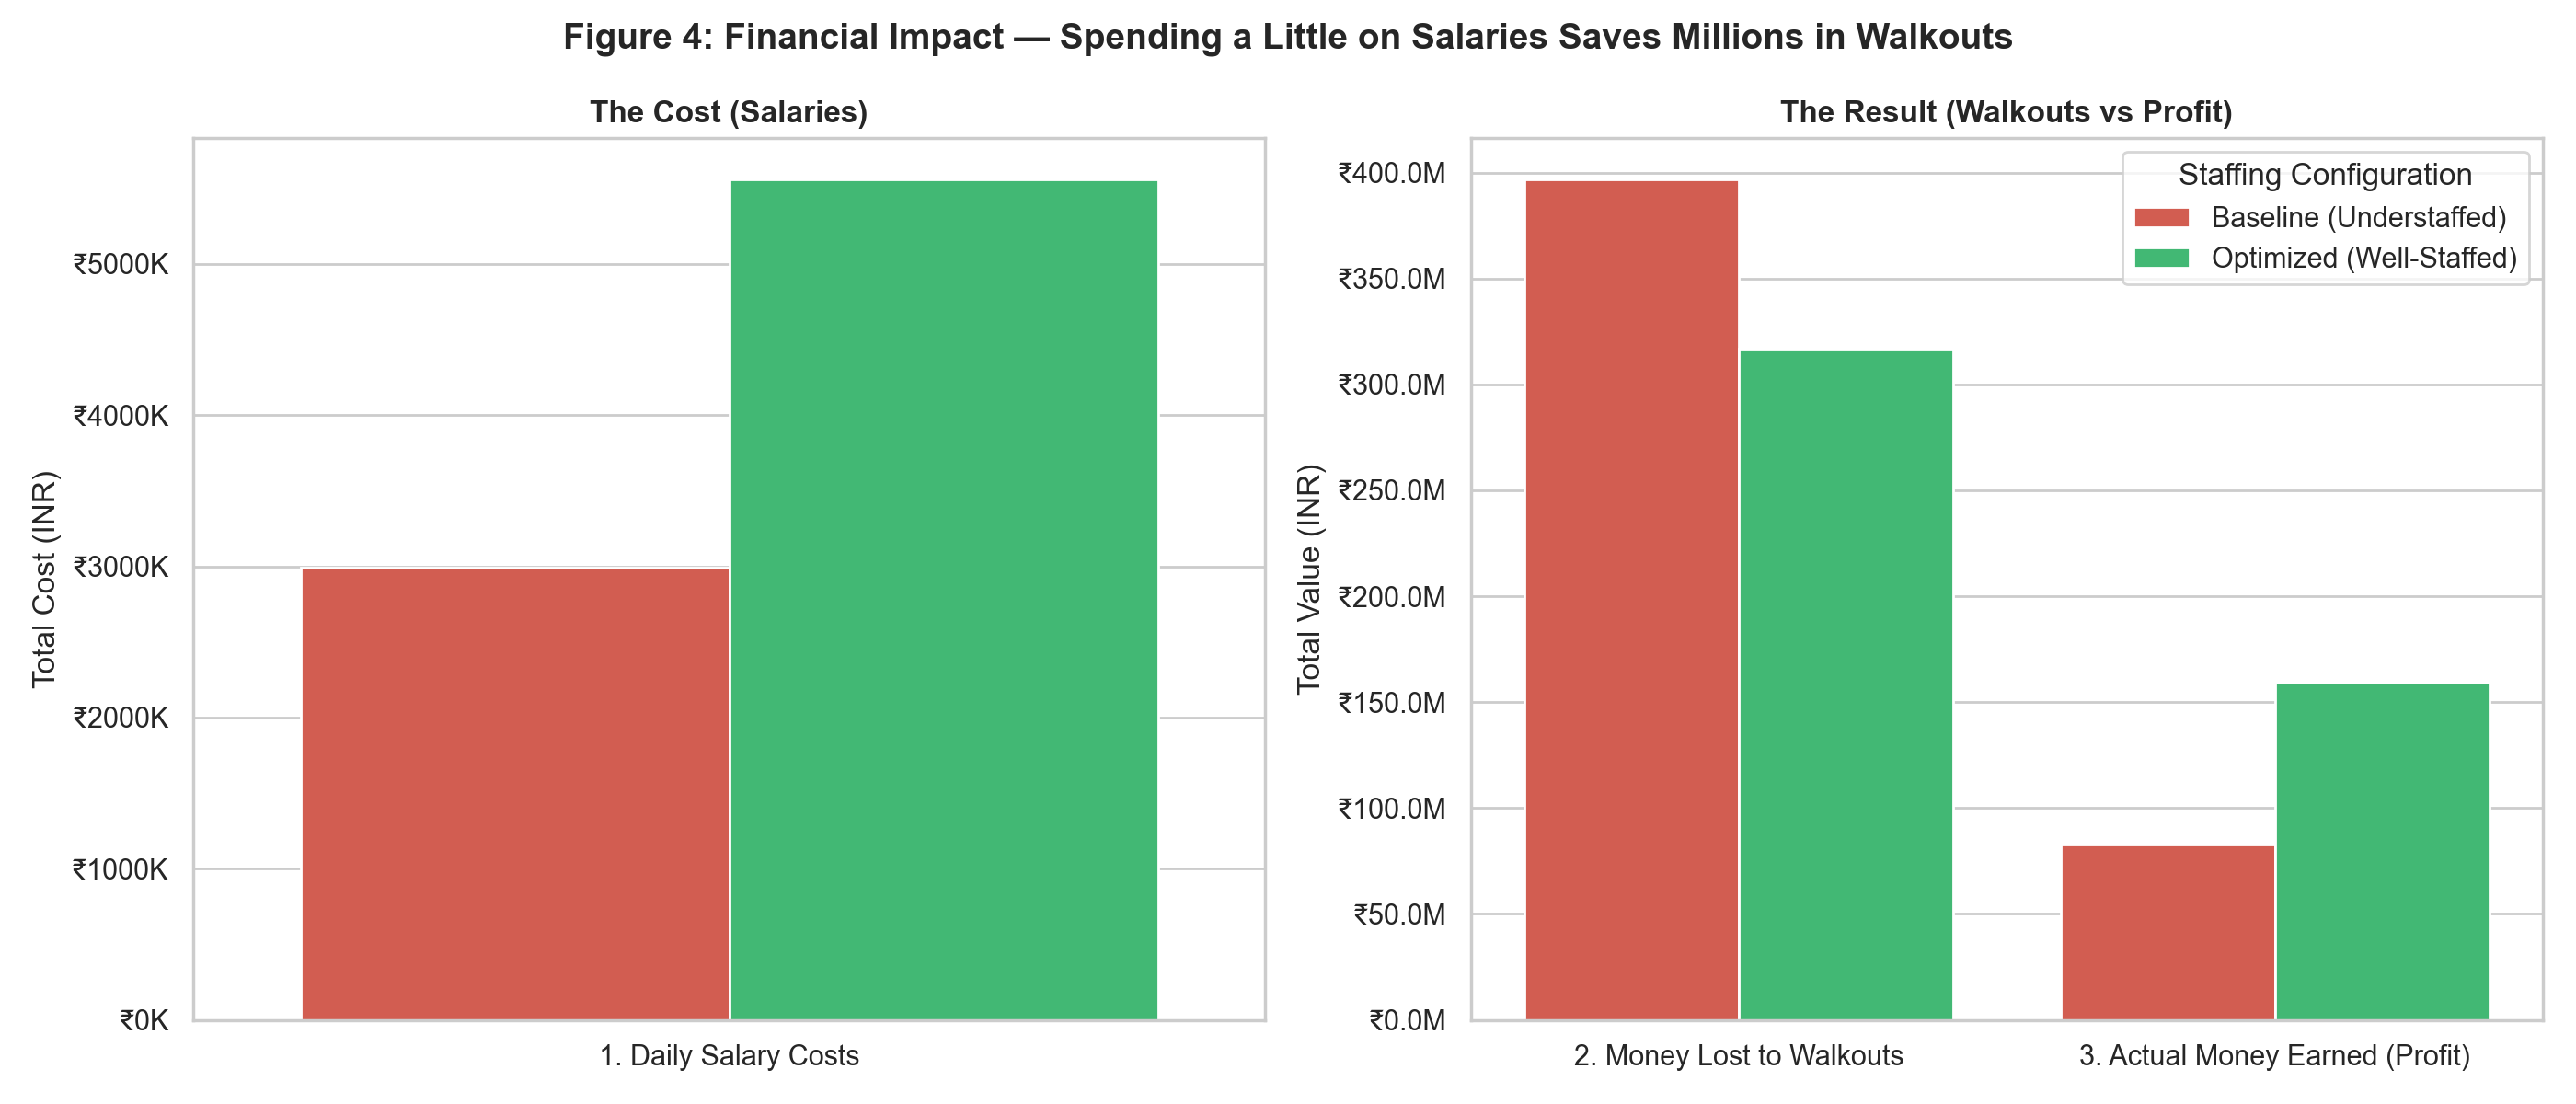 Figure 4: Financial Impact — Spending a Little on Salaries Saves Millions in Walkouts
The Cost (Salaries)
Total Cost (INR)
₹5000K
₹4000K
₹3000K
₹2000K
₹1000K
₹0K
1. Daily Salary Costs
The Result (Walkouts vs Profit)
Total Value (INR)
₹400.0M
₹350.0M
₹300.0M
₹250.0M
₹200.0M
₹150.0M
₹100.0M
₹50.0M
₹0.0M
Staffing Configuration
Baseline (Understaffed)
Optimized (Well-Staffed)
2. Money Lost to Walkouts
3. Actual Money Earned (Profit)